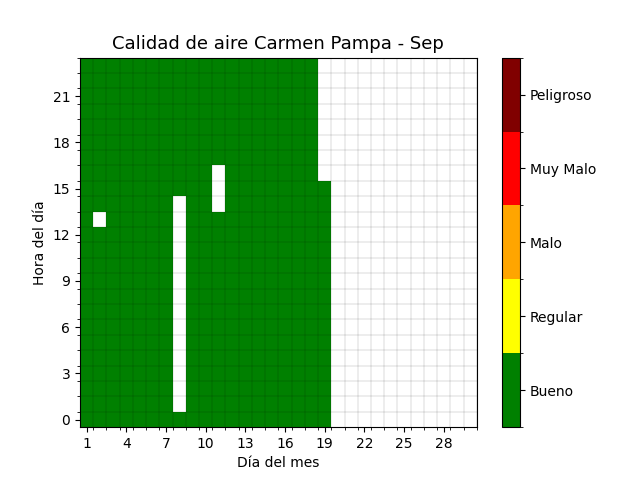 Calidad de aire Carmen Pampa - Sep
Hora del día
21
18
15
12
9
6
3
0
1 4 7 10 13 16 19 22 25 28
Día del mes
Peligroso
Muy Malo
Malo
Regular
Bueno